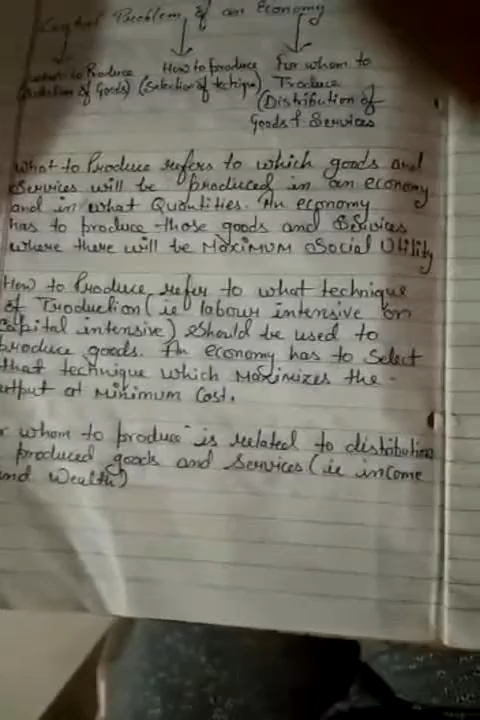 Central Problem of an Economy
what to Produce How to produce For whom to
(Selection of Goods) (Selection of techique) Produce
(Distribution of
Goods & Services
What to Produce refers to which goods and
Services will be produced in an economy
and in what Quantities. An economy
has to produce those goods and Services
where there will be Maximum Social Utility
How to Produce refer to what technique
of Production (ie labour intensive on
capital intensive) should be used to
produce goods. An economy has to Select
that technique which Maximizes the
output at Minimum Cost.
whom to produce is related to distribution
produced goods and Services (ie income
and Wealth)